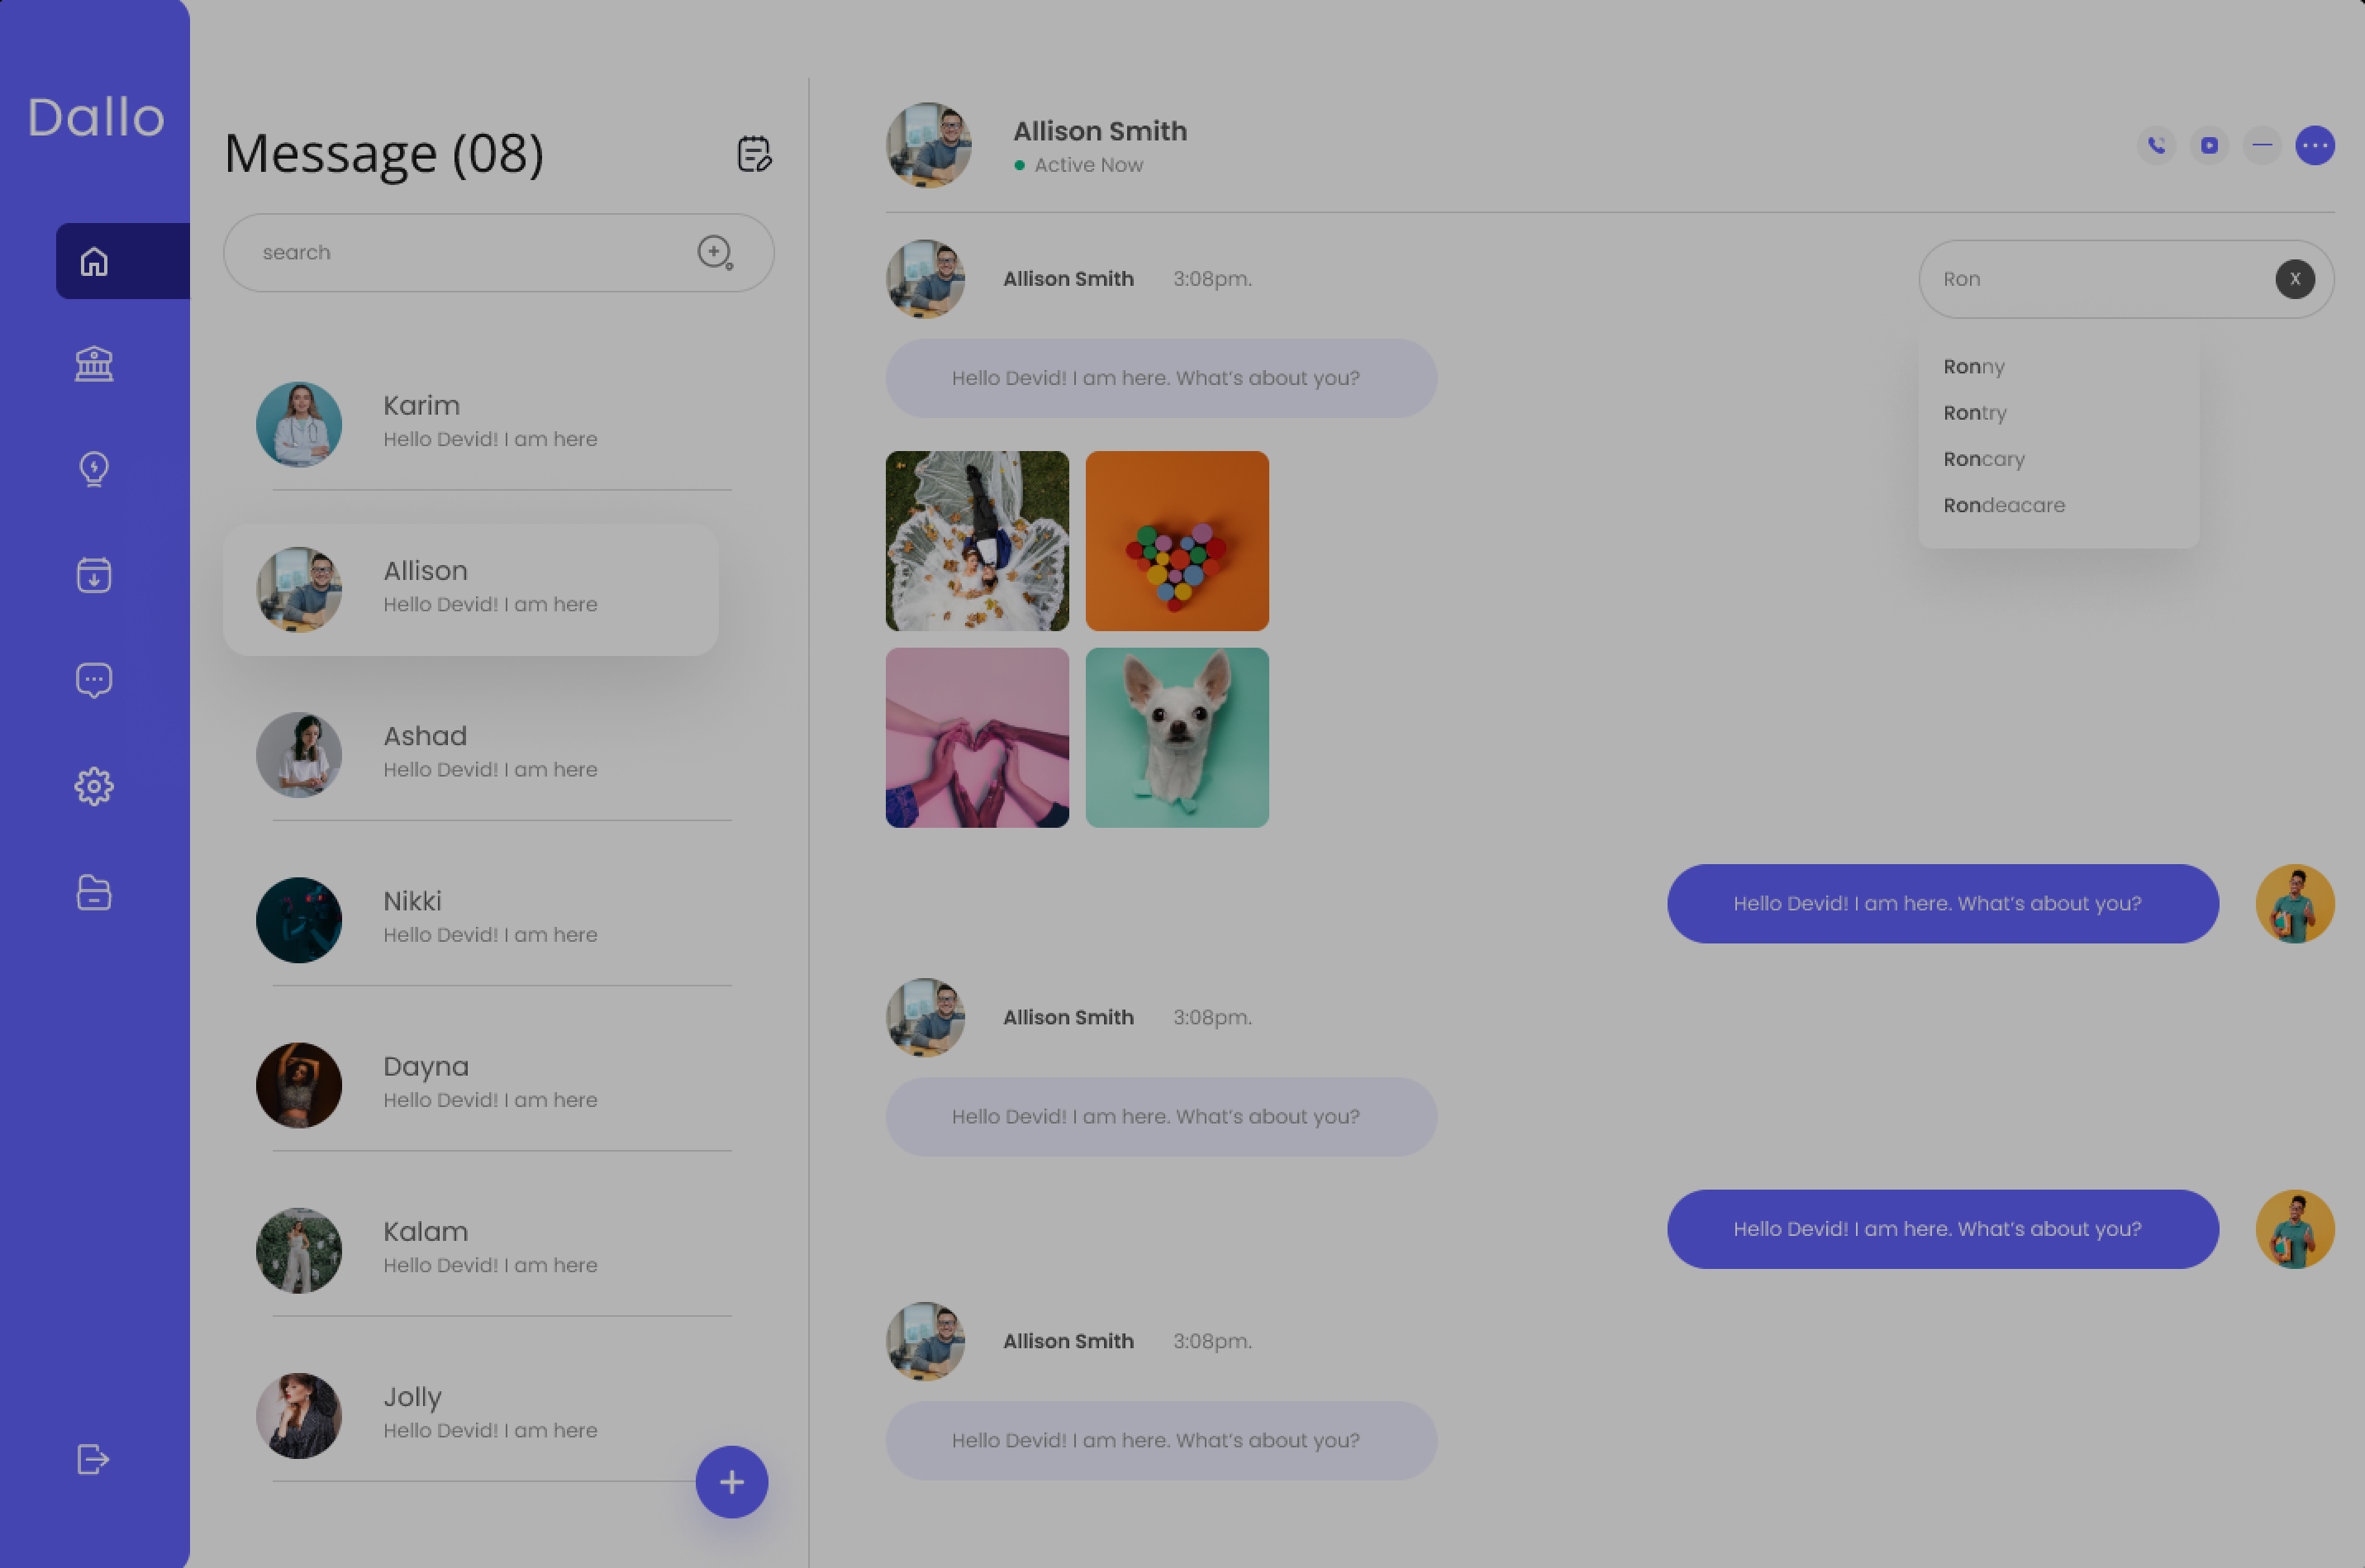 Dallo
Message (08)
search
Karim
Hello Devid! I am here
Allison
Hello Devid! I am here
Ashad
Hello Devid! I am here
Nikki
Hello Devid! I am here
Dayna
Hello Devid! I am here
Kalam
Hello Devid! I am here
Jolly
Hello Devid! I am here
Allison Smith
Active Now
Allison Smith 3:08pm.
Hello Devid! I am here. What's about you?
Ron X
Ronny
Rontry
Roncary
Rondeacare
Hello Devid! I am here. What's about you?
Allison Smith 3:08pm.
Hello Devid! I am here. What's about you?
Hello Devid! I am here. What's about you?
Allison Smith 3:08pm.
Hello Devid! I am here. What's about you?